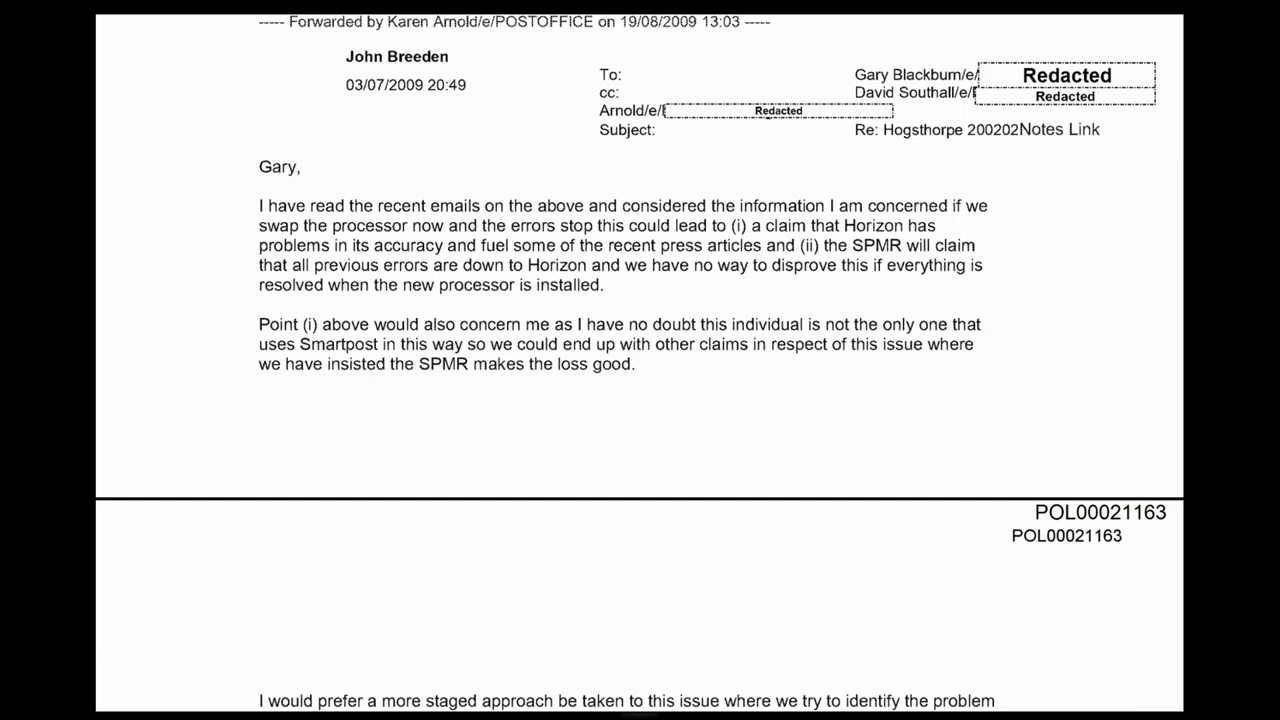 ----- Forwarded by Karen Arnold/e/POSTOFFICE on 19/08/2009 13:03 -----
John Breeden
03/07/2009 20:49
To: Gary Blackburn/e/ Redacted
cc: David Southall/e/ Redacted
Arnold/e/ Redacted
Subject: Re: Hogsthorpe 200202Notes Link
Gary,
I have read the recent emails on the above and considered the information I am concerned if we
swap the processor now and the errors stop this could lead to (i) a claim that Horizon has
problems in its accuracy and fuel some of the recent press articles and (ii) the SPMR will claim
that all previous errors are down to Horizon and we have no way to disprove this if everything is
resolved when the new processor is installed.
Point (i) above would also concern me as I have no doubt this individual is not the only one that
uses Smartpost in this way so we could end up with other claims in respect of this issue where
we have insisted the SPMR makes the loss good.
POL00021163
POL00021163
I would prefer a more staged approach be taken to this issue where we try to identify the problem